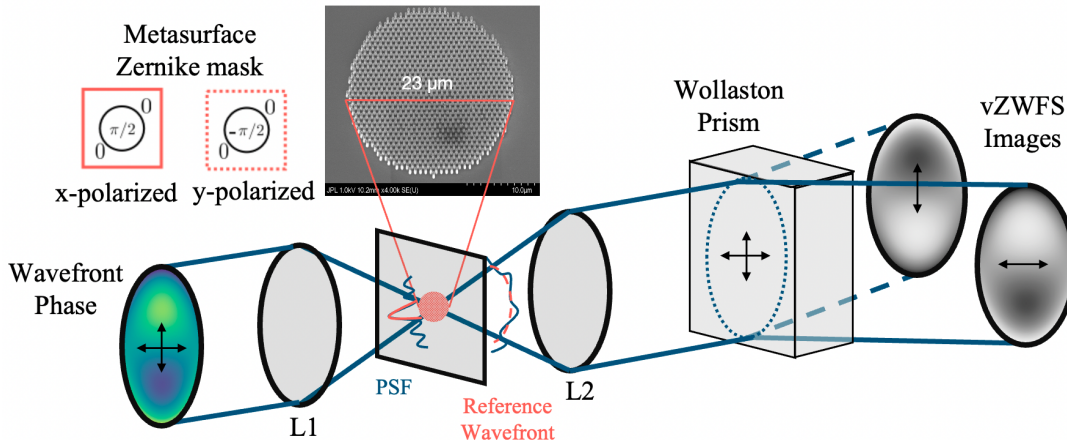 Metasurface
Zernike mask
0
π/2
0
0
-π/2
0
x-polarized
y-polarized
23 μm
JPL 1.0kV 10.2mm x4.00k SE(U)
10.0μm
Wollaston
Prism
vZWFS
Images
Wavefront
Phase
L1
PSF
Reference
Wavefront
L2